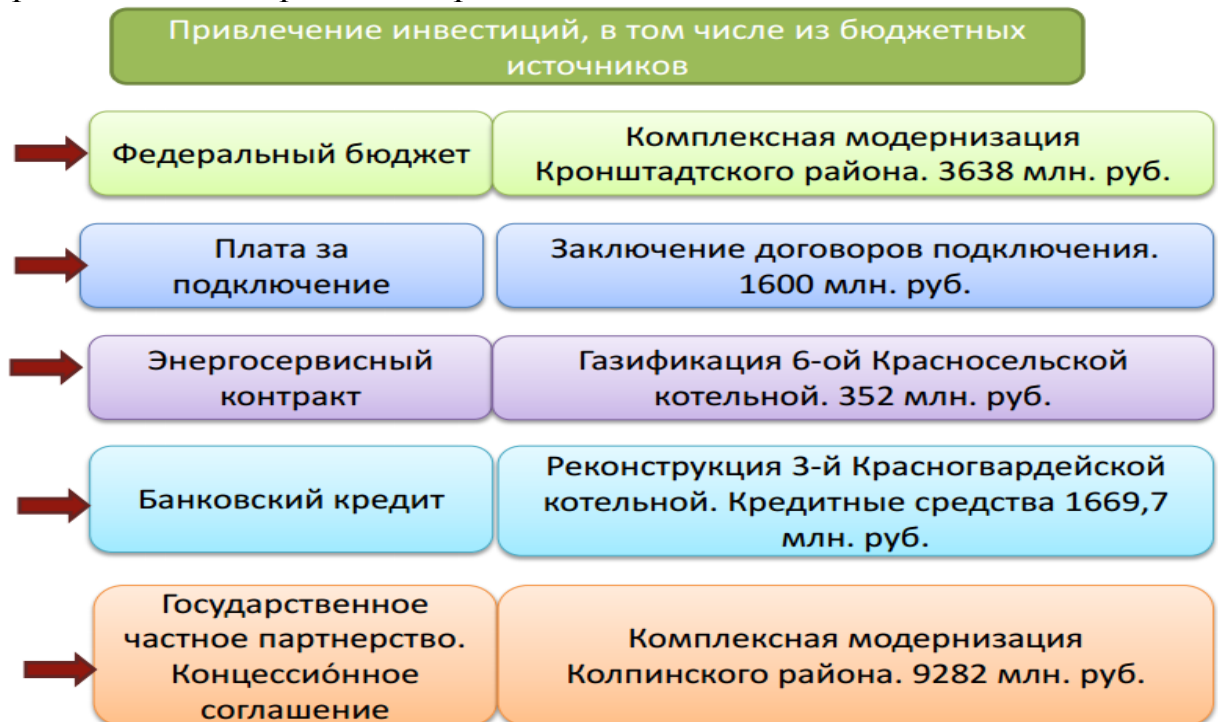 Привлечение инвестиций, в том числе из бюджетных
источников
Федеральный бюджет
Комплексная модернизация
Кронштадтского района. 3638 млн. руб.
Плата за
подключение
Заключение договоров подключения.
1600 млн. руб.
Энергосервисный
контракт
Газификация 6-ой Красносельской
котельной. 352 млн. руб.
Банковский кредит
Реконструкция 3-й Красногвардейской
котельной. Кредитные средства 1669,7
млн. руб.
Государственное
частное партнерство.
Концессио́нное
соглашение
Комплексная модернизация
Колпинского района. 9282 млн. руб.